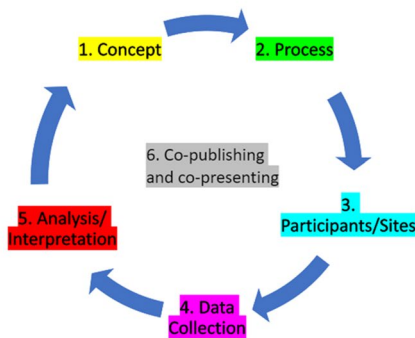 1. Concept
2. Process
3.
Participants/Sites
4. Data
Collection
5. Analysis/
Interpretation
6. Co-publishing
and co-presenting